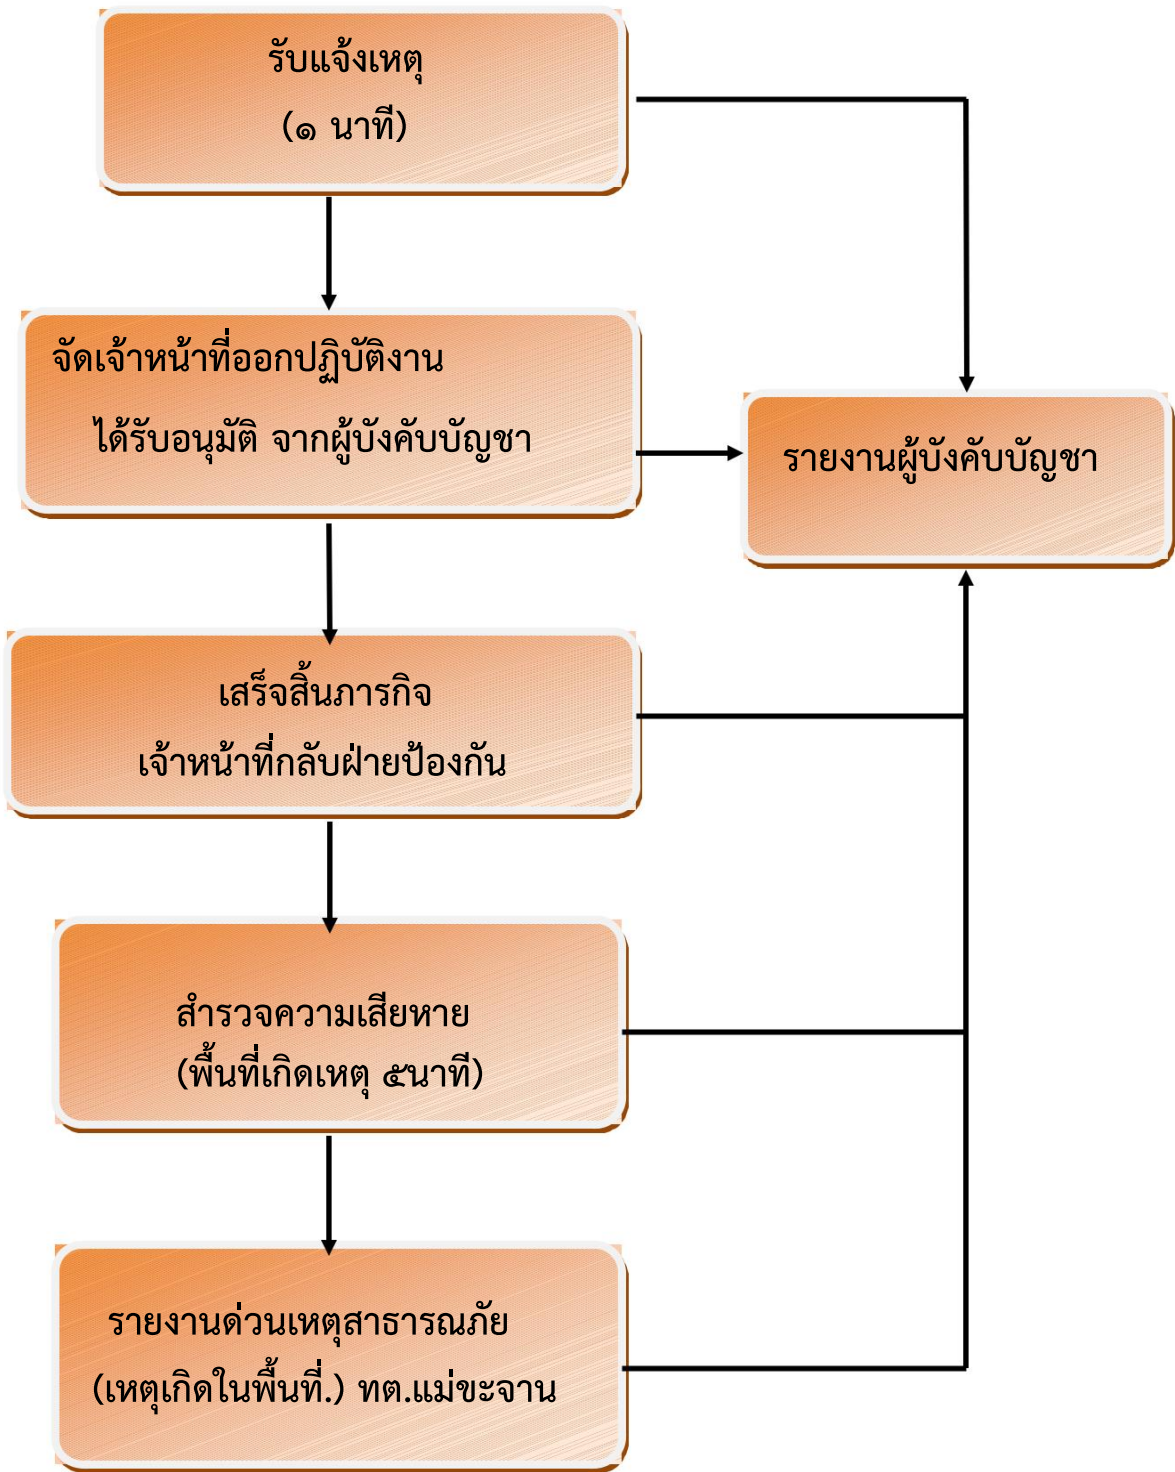 รับแจ้งเหตุ
(๑ นาที)
จัดเจ้าหน้าที่ออกปฏิบัติงาน
ได้รับอนุมัติ จากผู้บังคับบัญชา
รายงานผู้บังคับบัญชา
เสร็จสิ้นภารกิจ
เจ้าหน้าที่กลับฝ่ายป้องกัน
สำรวจความเสียหาย
(พื้นที่เกิดเหตุ ๕นาที)
รายงานด่วนเหตุสาธารณภัย
(เหตุเกิดในพื้นที่.) ทต.แม่ขะจาน